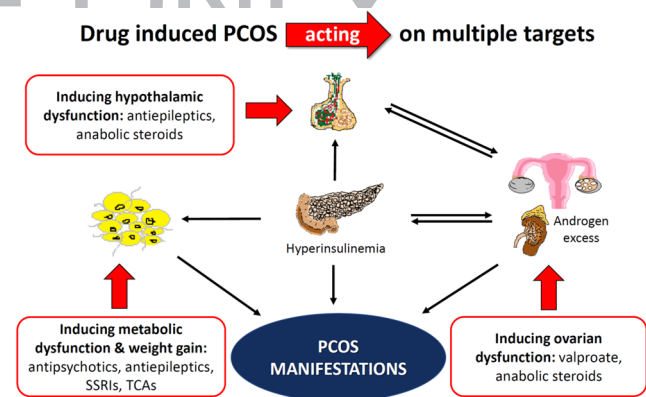 Drug induced PCOS acting on multiple targets
Inducing hypothalamic
dysfunction: antiepileptics,
anabolic steroids
Androgen
excess
Hyperinsulinemia
Inducing metabolic
dysfunction & weight gain:
antipsychotics, antiepileptics,
SSRIs, TCAs
PCOS
MANIFESTATIONS
Inducing ovarian
dysfunction: valproate,
anabolic steroids